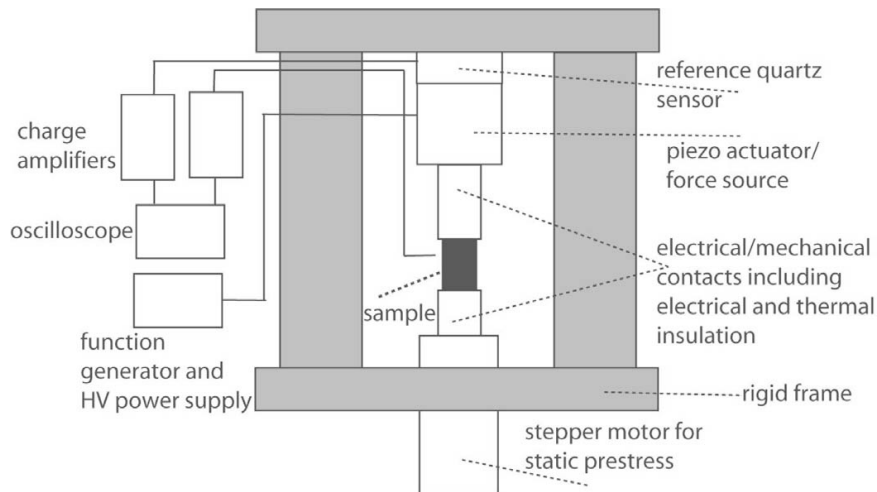 reference quartz
sensor
charge
amplifiers
piezo actuator/
force source
oscilloscope
electrical/mechanical
contacts including
electrical and thermal
insulation
sample
function
generator and
HV power supply
rigid frame
stepper motor for
static prestress